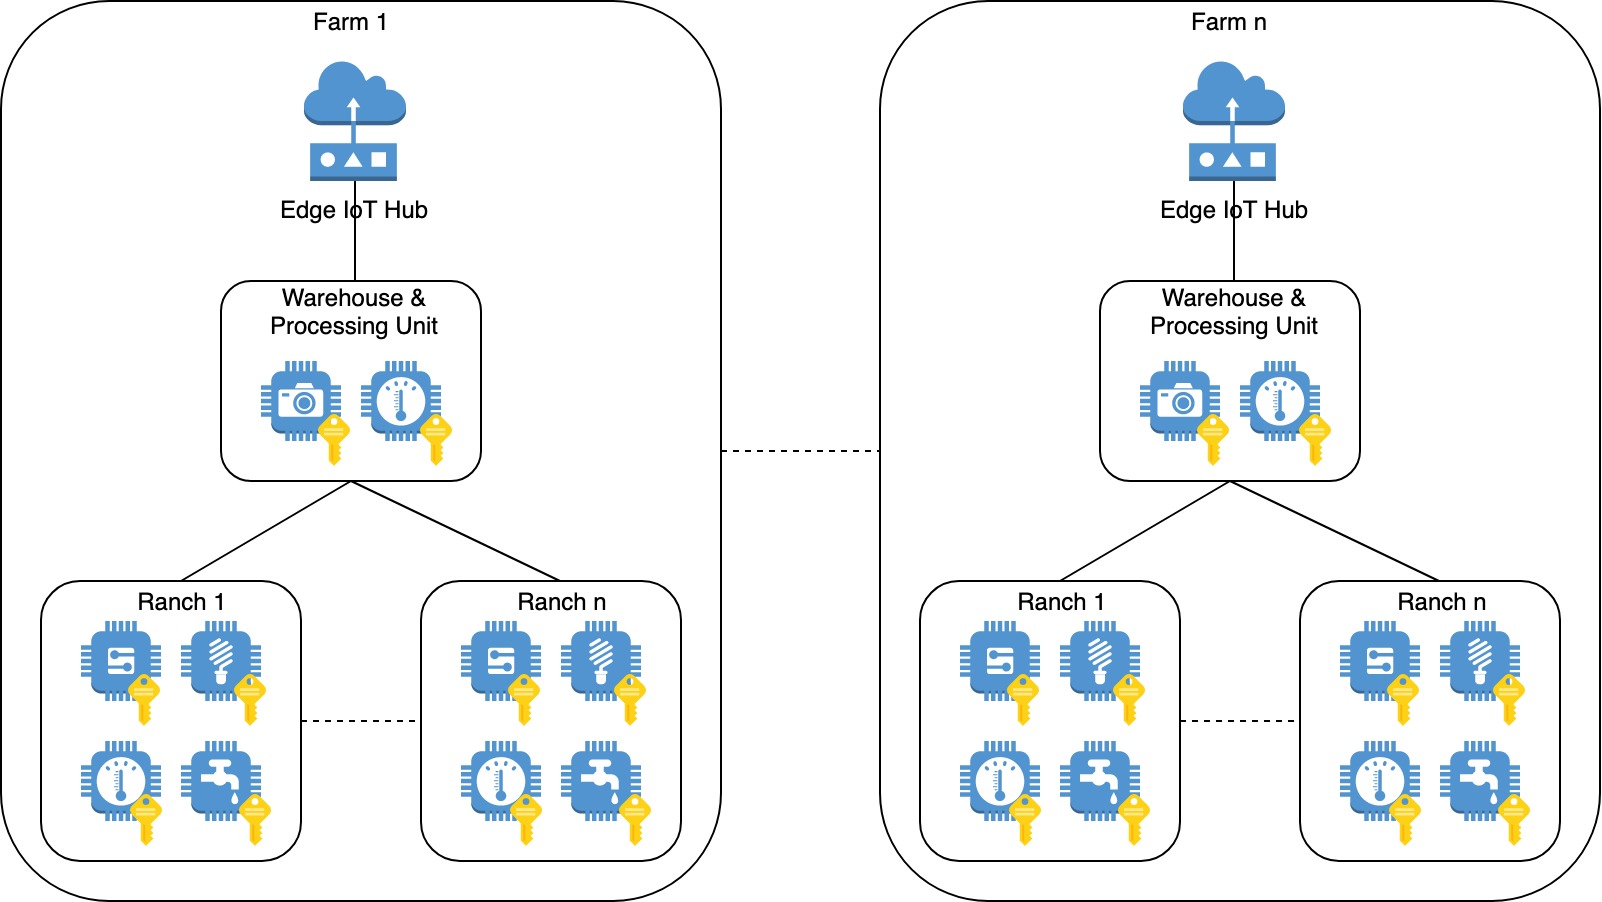 Farm 1
Edge IoT Hub
Warehouse &
Processing Unit
Ranch 1
Ranch n
Farm n
Edge IoT Hub
Warehouse &
Processing Unit
Ranch 1
Ranch n